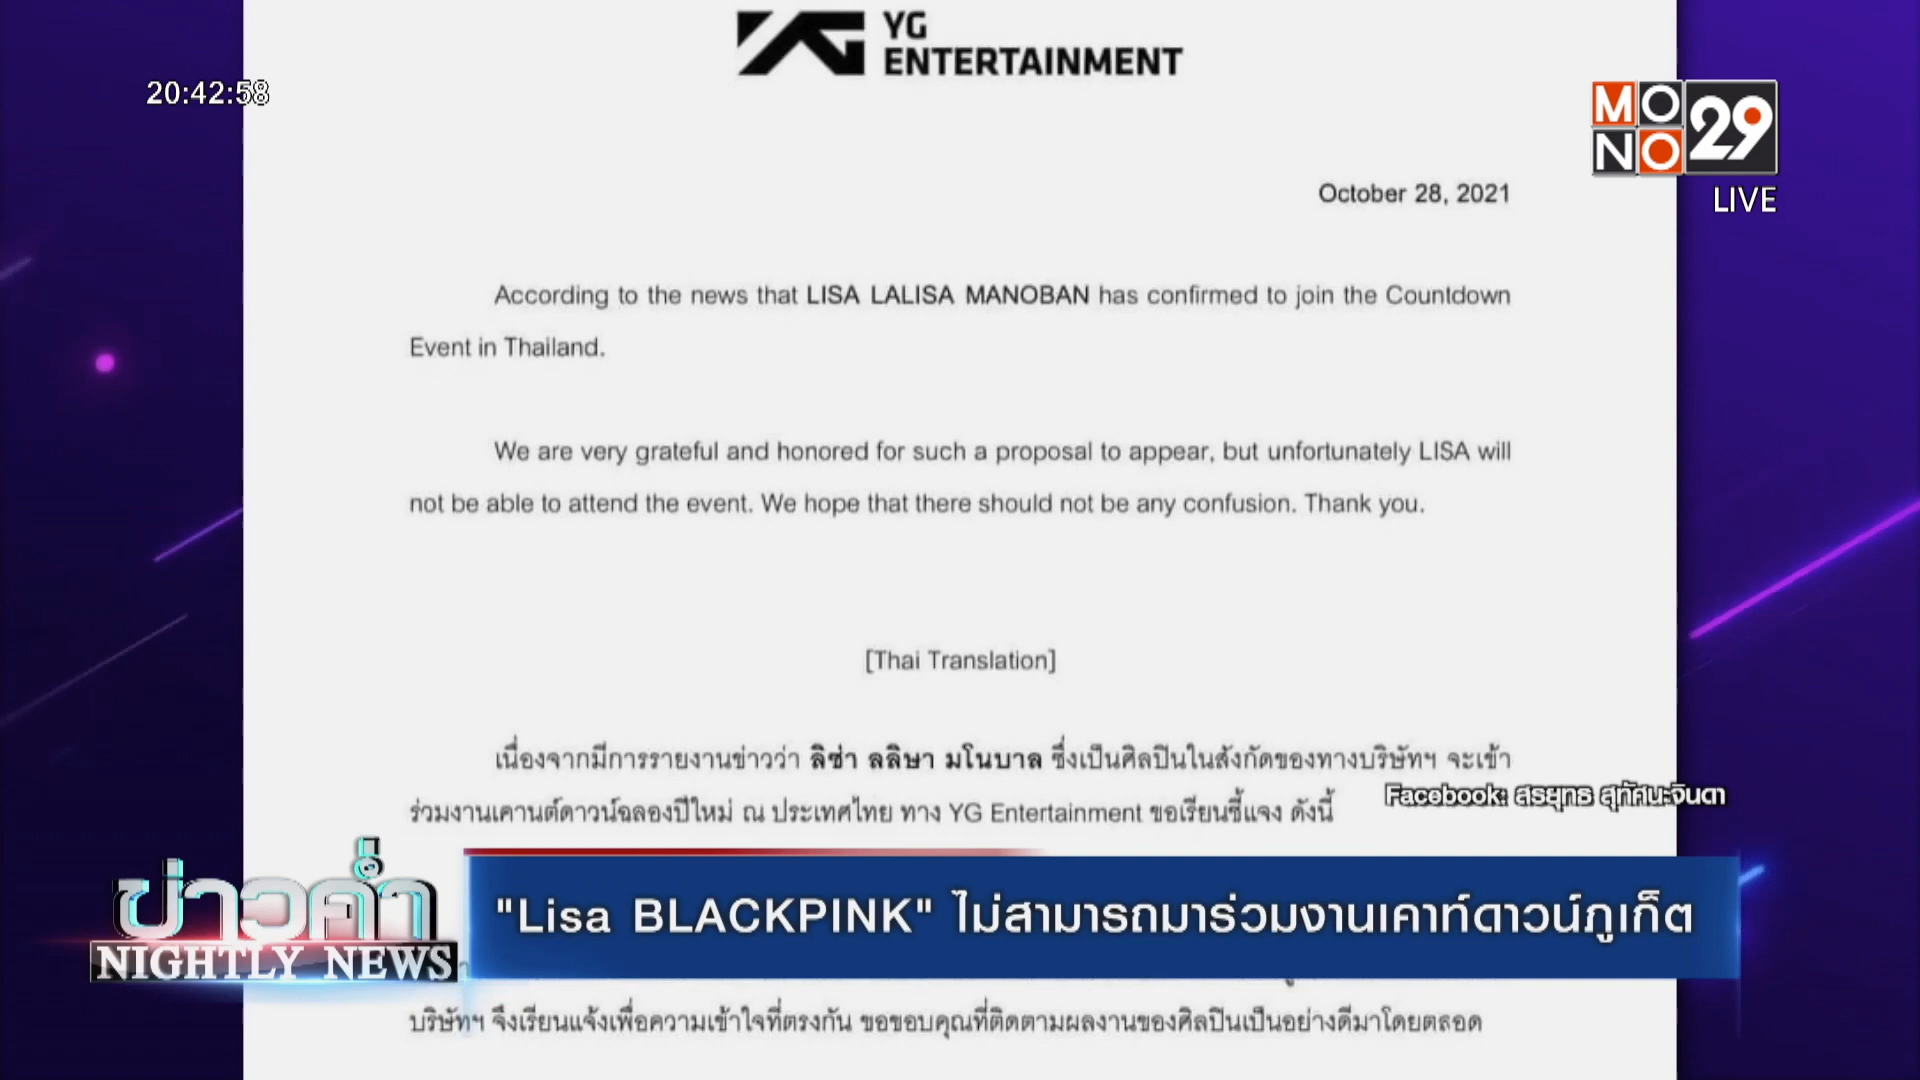 YG
ENTERTAINMENT
20:42:58
MONO 29
LIVE
October 28, 2021
According to the news that LISA LALISA MANOBAN has confirmed to join the Countdown
Event in Thailand.
We are very grateful and honored for such a proposal to appear, but unfortunately LISA will
not be able to attend the event. We hope that there should not be any confusion. Thank you.
[Thai Translation]
เนื่องจากมีการรายงานข่าวว่า ลิซ่า ลลิษา มโนบาล ซึ่งเป็นศิลปินในสังกัดของทางบริษัทฯ จะเข้า
ร่วมงานเคานต์ดาวน์ฉลองปีใหม่ ณ ประเทศไทย ทาง YG Entertainment ขอเรียนชี้แจง ดังนี้
Facebook: สรยุทธ สุทัศนะจินดา
ข่าวค่ำ
NIGHTLY NEWS
"Lisa BLACKPINK" ไม่สามารถมาร่วมงานเคาท์ดาวน์ภูเก็ต
บริษัทฯ จึงเรียนแจ้งเพื่อความเข้าใจที่ตรงกัน ขอขอบคุณที่ติดตามผลงานของศิลปินเป็นอย่างดีมาโดยตลอด